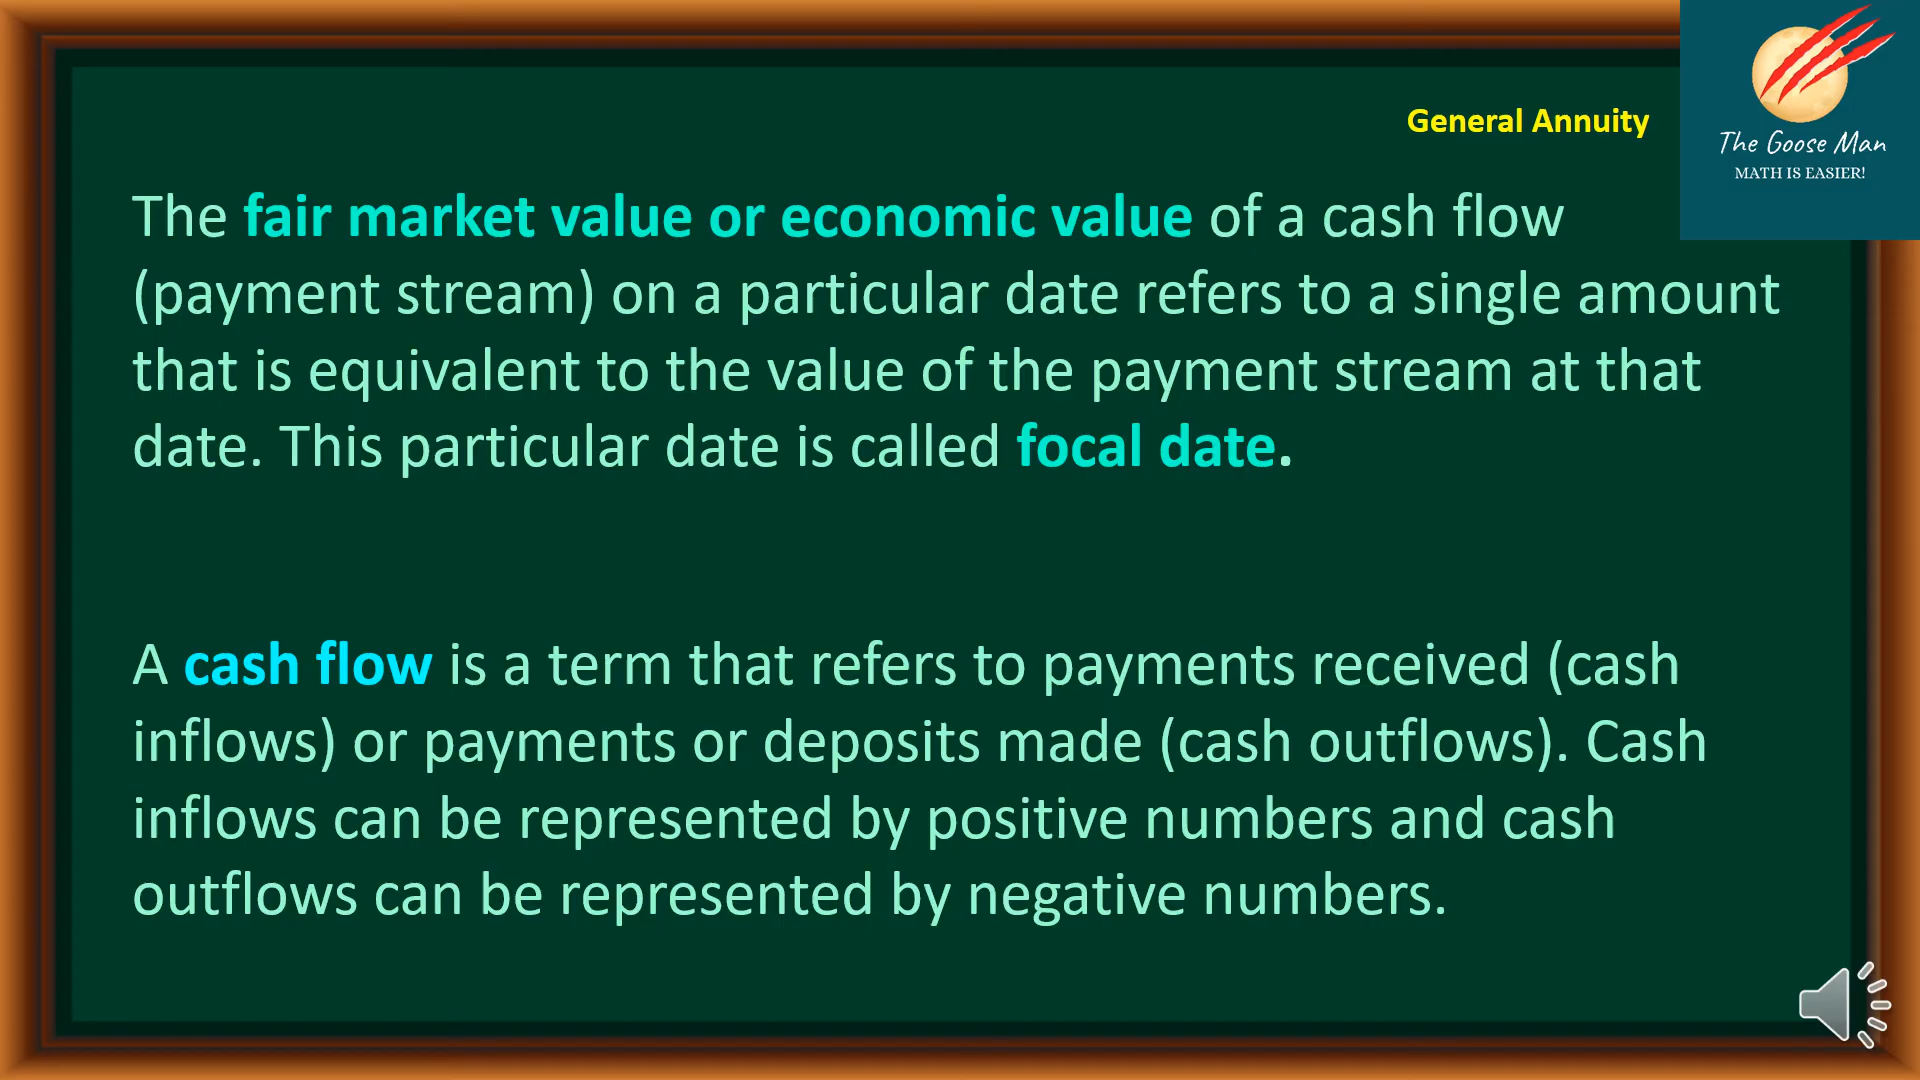 General Annuity
The Goose Man
MATH IS EASIER!
The fair market value or economic value of a cash flow
(payment stream) on a particular date refers to a single amount
that is equivalent to the value of the payment stream at that
date. This particular date is called focal date.
A cash flow is a term that refers to payments received (cash
inflows) or payments or deposits made (cash outflows). Cash
inflows can be represented by positive numbers and cash
outflows can be represented by negative numbers.